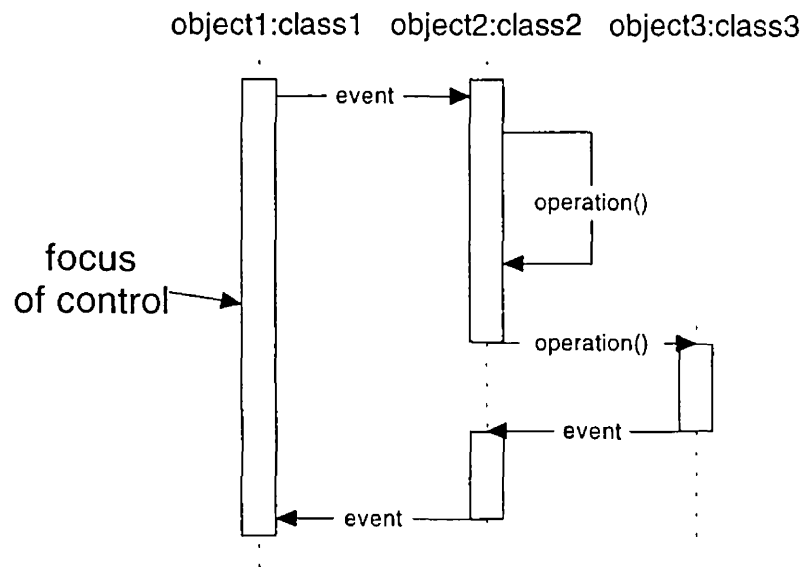 object1:class1 object2:class2 object3:class3
event
operation()
focus
of control
operation()
event
event